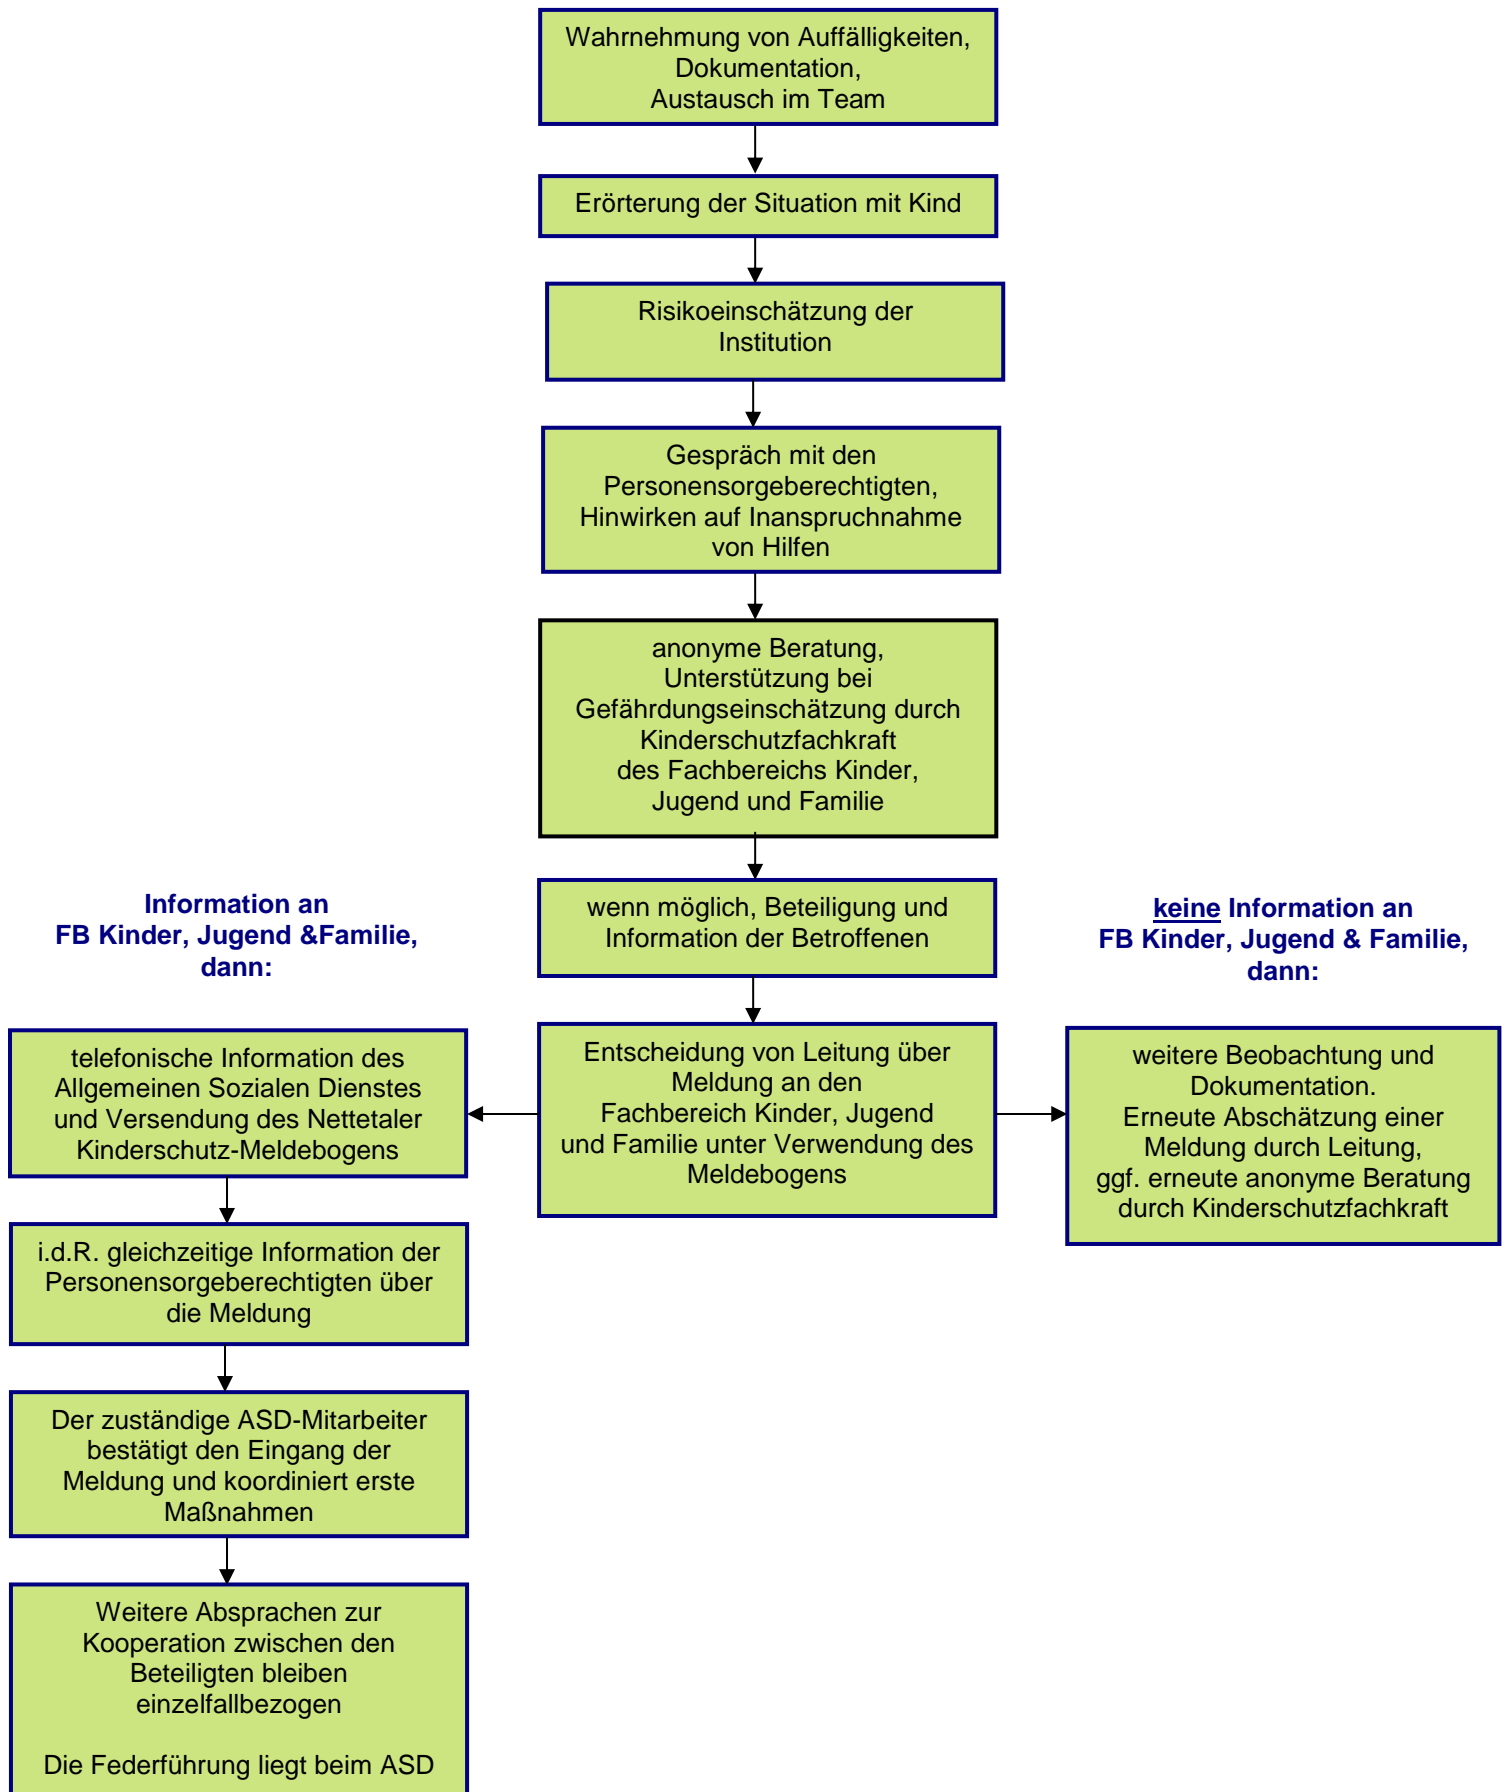 Wahrnehmung von Auffälligkeiten,
Dokumentation,
Austausch im Team
Erörterung der Situation mit Kind
Risikoeinschätzung der
Institution
Gespräch mit den
Personensorgeberechtigten,
Hinwirken auf Inanspruchnahme
von Hilfen
anonyme Beratung,
Unterstützung bei
Gefährdungseinschätzung durch
Kinderschutzfachkraft
des Fachbereichs Kinder,
Jugend und Familie
wenn möglich, Beteiligung und
Information der Betroffenen
Entscheidung von Leitung über
Meldung an den
Fachbereich Kinder, Jugend
und Familie unter Verwendung des
Meldebogens
Information an
FB Kinder, Jugend &Familie,
dann:
telefonische Information des
Allgemeinen Sozialen Dienstes
und Versendung des Nettetaler
Kinderschutz-Meldebogens
i.d.R. gleichzeitige Information der
Personensorgeberechtigten über
die Meldung
Der zuständige ASD-Mitarbeiter
bestätigt den Eingang der
Meldung und koordiniert erste
Maßnahmen
Weitere Absprachen zur
Kooperation zwischen den
Beteiligten bleiben
einzelfallbezogen
Die Federführung liegt beim ASD
keine Information an
FB Kinder, Jugend & Familie,
dann:
weitere Beobachtung und
Dokumentation.
Erneute Abschätzung einer
Meldung durch Leitung,
ggf. erneute anonyme Beratung
durch Kinderschutzfachkraft